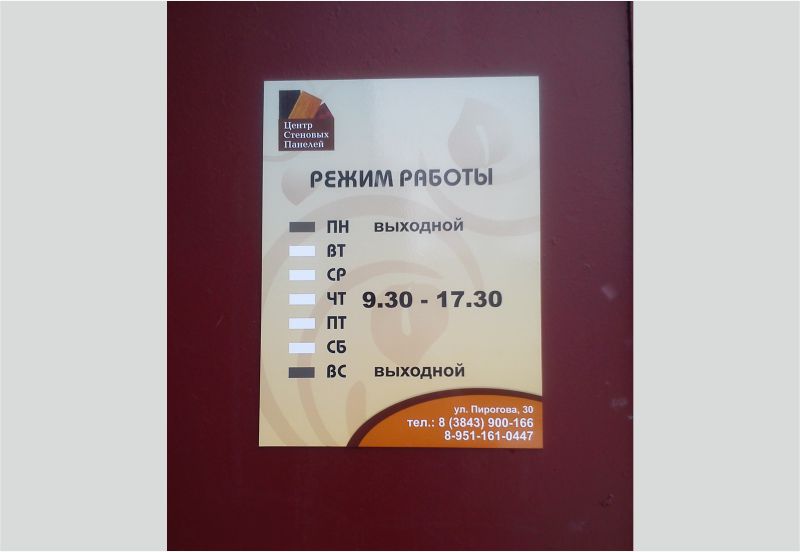 Центр
Стеновых
Панелей
РЕЖИМ РАБОТЫ
ПН выходной
ВТ
СР
ЧТ 9.30 - 17.30
ПТ
СБ
ВС выходной
ул. Пирогова, 30
тел.: 8 (3843) 900-166
8-951-161-0447